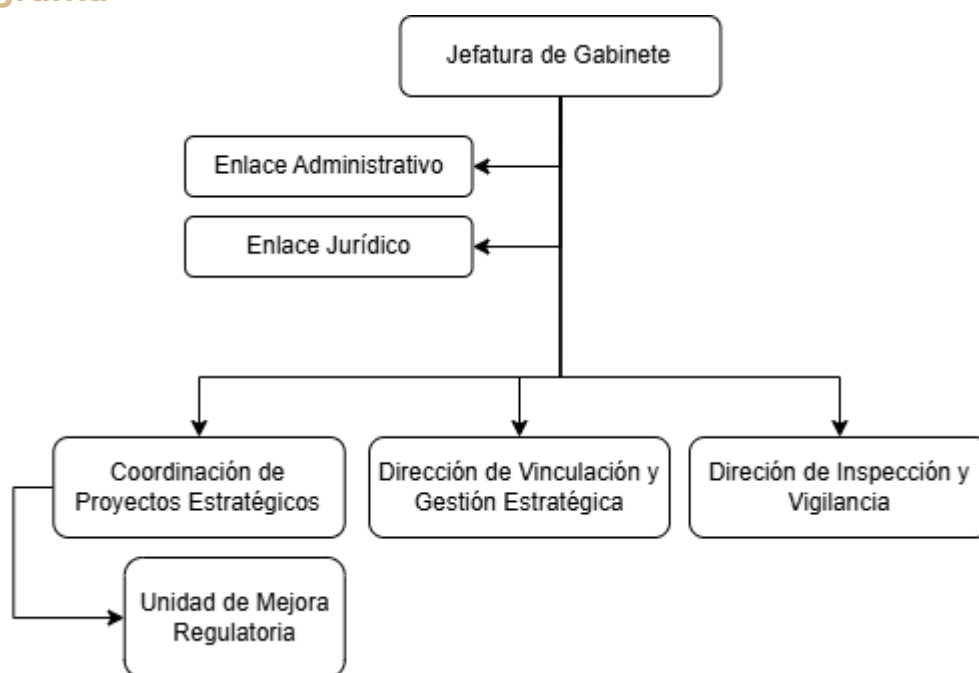 Jefatura de Gabinete
Enlace Administrativo
Enlace Jurídico
Coordinación de
Proyectos Estratégicos
Dirección de Vinculación y
Gestión Estratégica
Direción de Inspección y
Vigilancia
Unidad de Mejora
Regulatoria